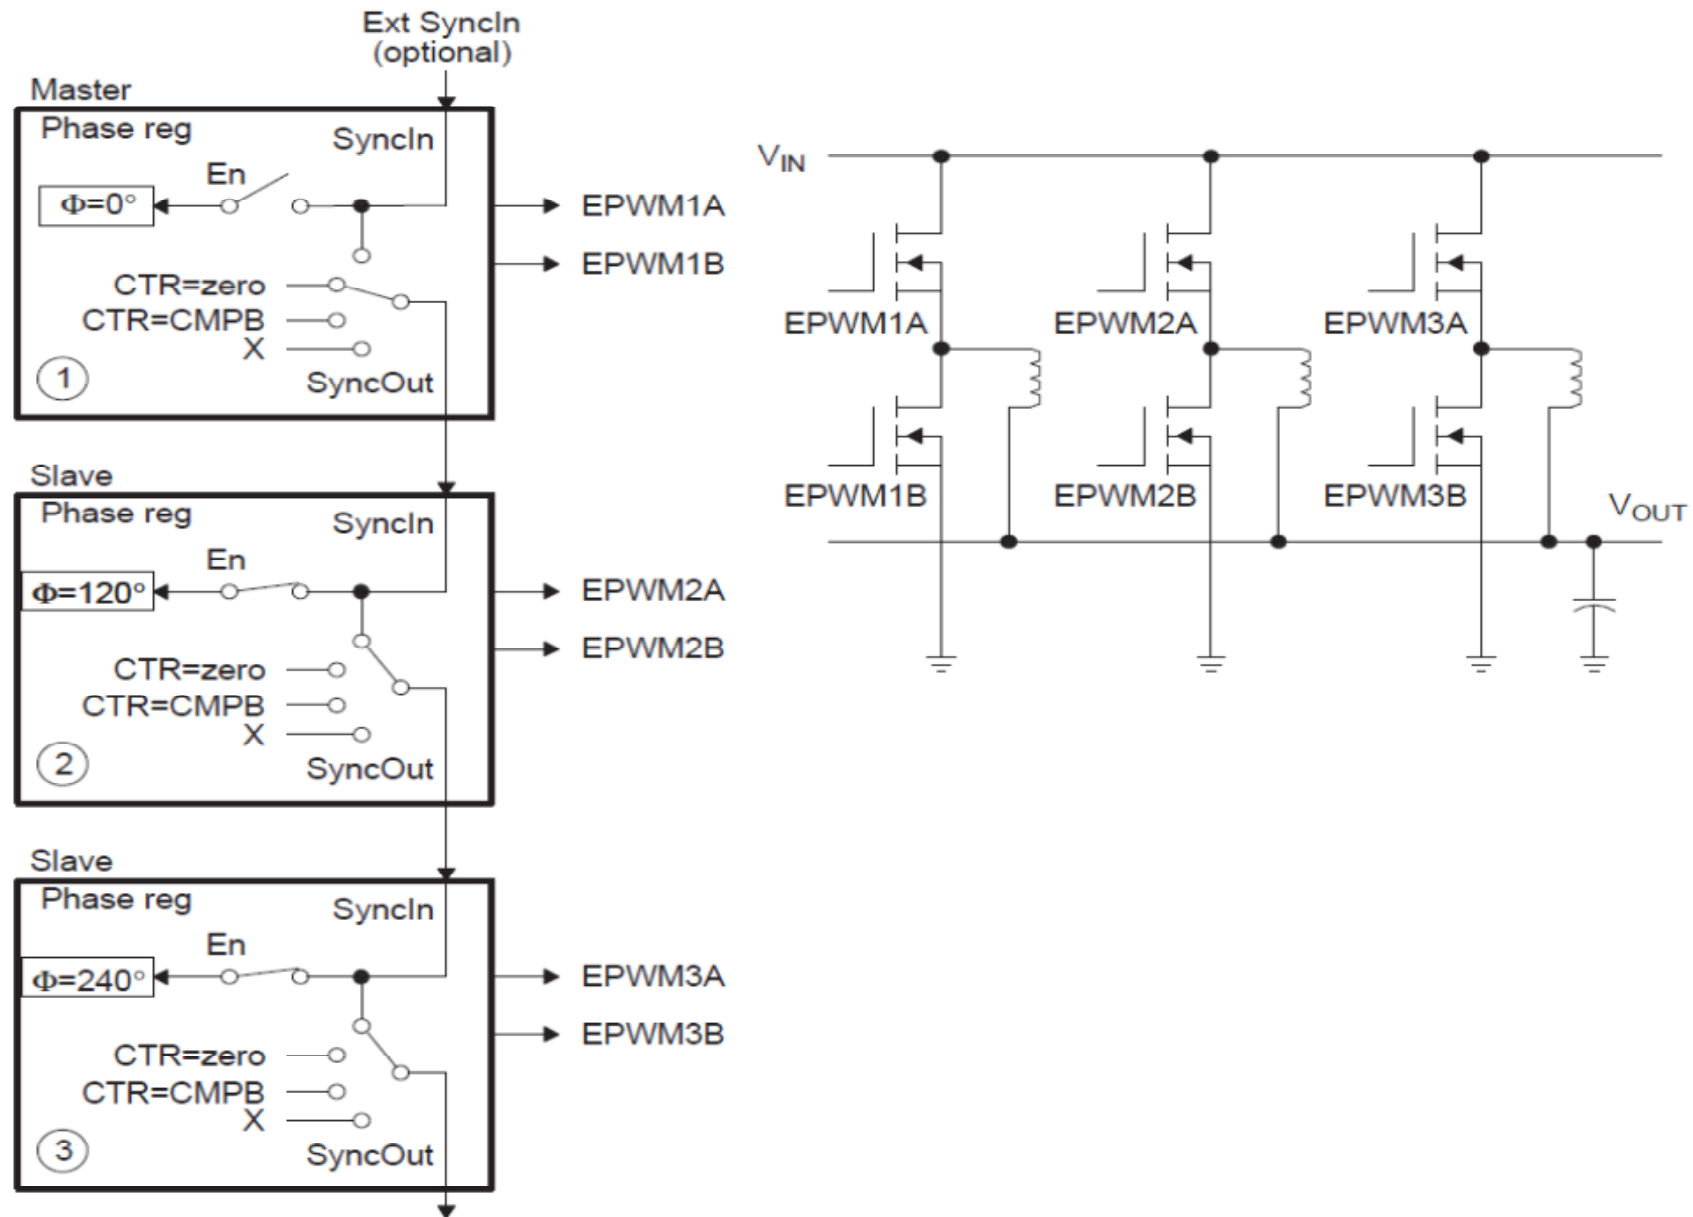 Ext SyncIn
(optional)
Master
Phase reg
SyncIn
En
Φ=0°
EPWM1A
EPWM1B
CTR=zero
CTR=CMPB
X
1
SyncOut
Slave
Phase reg
SyncIn
En
Φ=120°
EPWM2A
EPWM2B
CTR=zero
CTR=CMPB
X
2
SyncOut
Slave
Phase reg
SyncIn
En
Φ=240°
EPWM3A
EPWM3B
CTR=zero
CTR=CMPB
X
3
SyncOut
VIN
EPWM1A
EPWM2A
EPWM3A
EPWM1B
EPWM2B
EPWM3B
VOUT